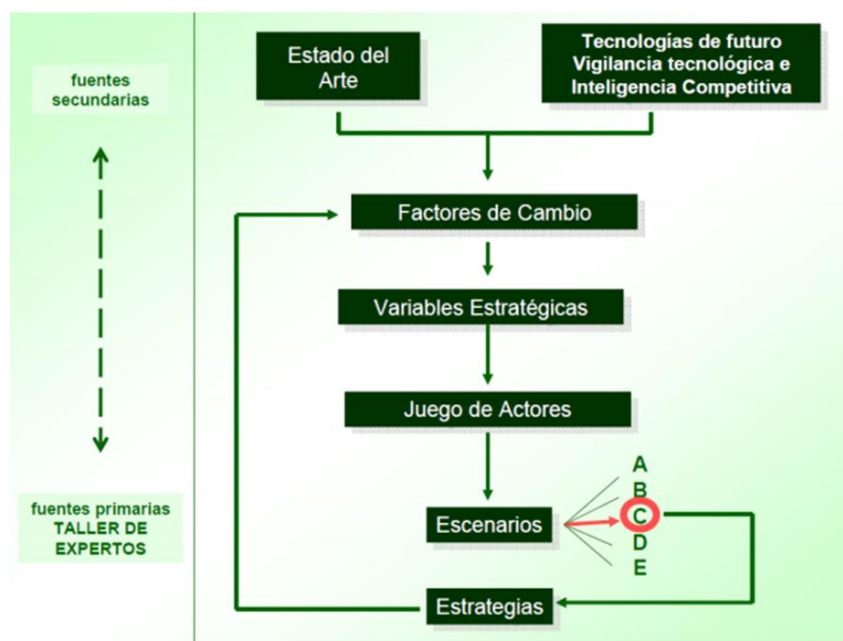 fuentes
secundarias
Estado del
Arte
Tecnologías de futuro
Vigilancia tecnológica e
Inteligencia Competitiva
Factores de Cambio
Variables Estratégicas
Juego de Actores
fuentes primarias
TALLER DE
EXPERTOS
Escenarios
A
B
C
D
E
Estrategias